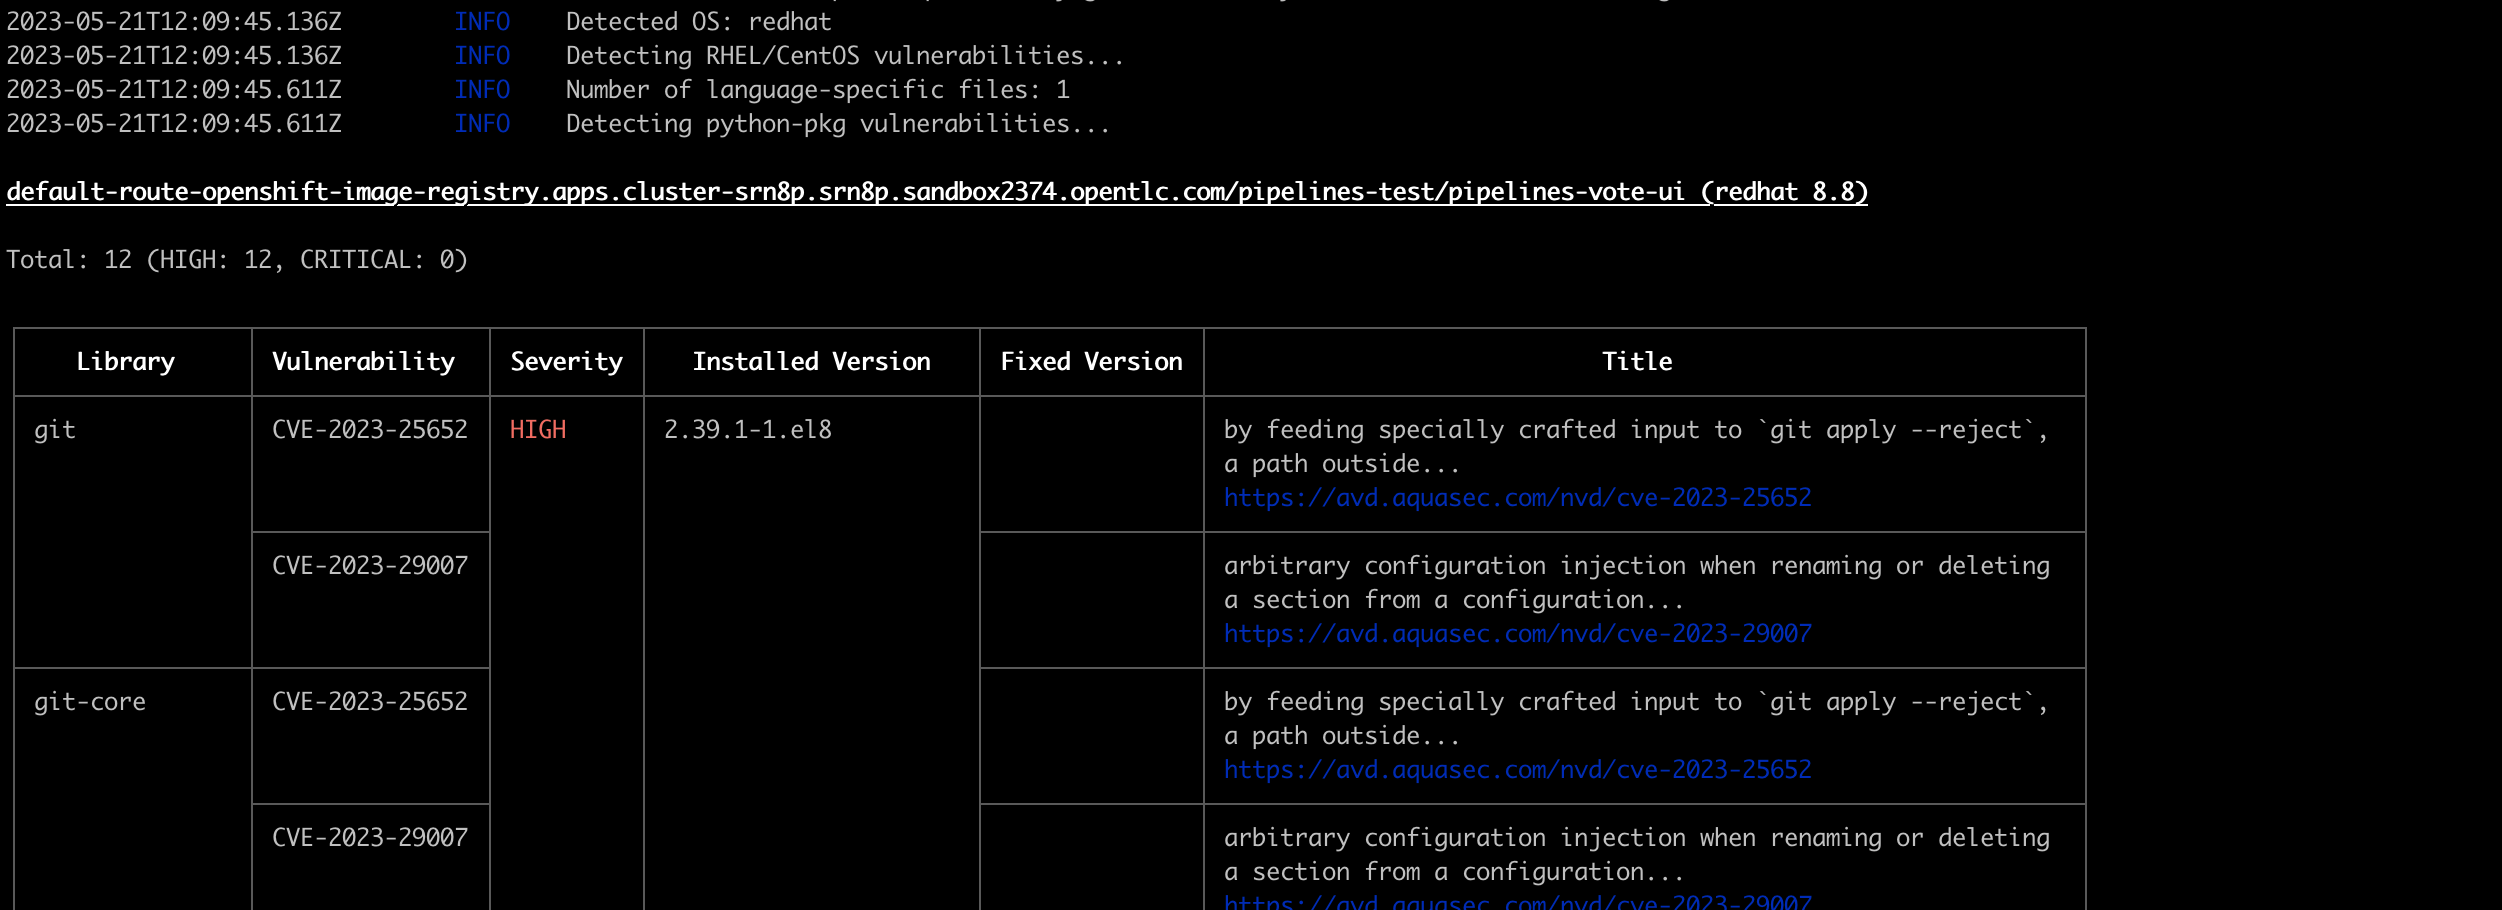 2023-05-21T12:09:45.136Z INFO Detected OS: redhat
2023-05-21T12:09:45.136Z INFO Detecting RHEL/CentOS vulnerabilities...
2023-05-21T12:09:45.611Z INFO Number of language-specific files: 1
2023-05-21T12:09:45.611Z INFO Detecting python-pkg vulnerabilities...
default-route-openshift-image-registry.apps.cluster-srn8p.srn8p.sandbox2374.opentlc.com/pipelines-test/pipelines-vote-ui (redhat 8.8)
Total: 12 (HIGH: 12, CRITICAL: 0)
Library Vulnerability Severity Installed Version Fixed Version Title
git CVE-2023-25652 HIGH 2.39.1-1.el8 by feeding specially crafted input to `git apply --reject`,
a path outside...
https://avd.aquasec.com/nvd/cve-2023-25652
CVE-2023-29007 arbitrary configuration injection when renaming or deleting
a section from a configuration...
https://avd.aquasec.com/nvd/cve-2023-29007
git-core CVE-2023-25652 by feeding specially crafted input to `git apply --reject`,
a path outside...
https://avd.aquasec.com/nvd/cve-2023-25652
CVE-2023-29007 arbitrary configuration injection when renaming or deleting
a section from a configuration...
https://avd.aquasec.com/nvd/cve-2023-29007